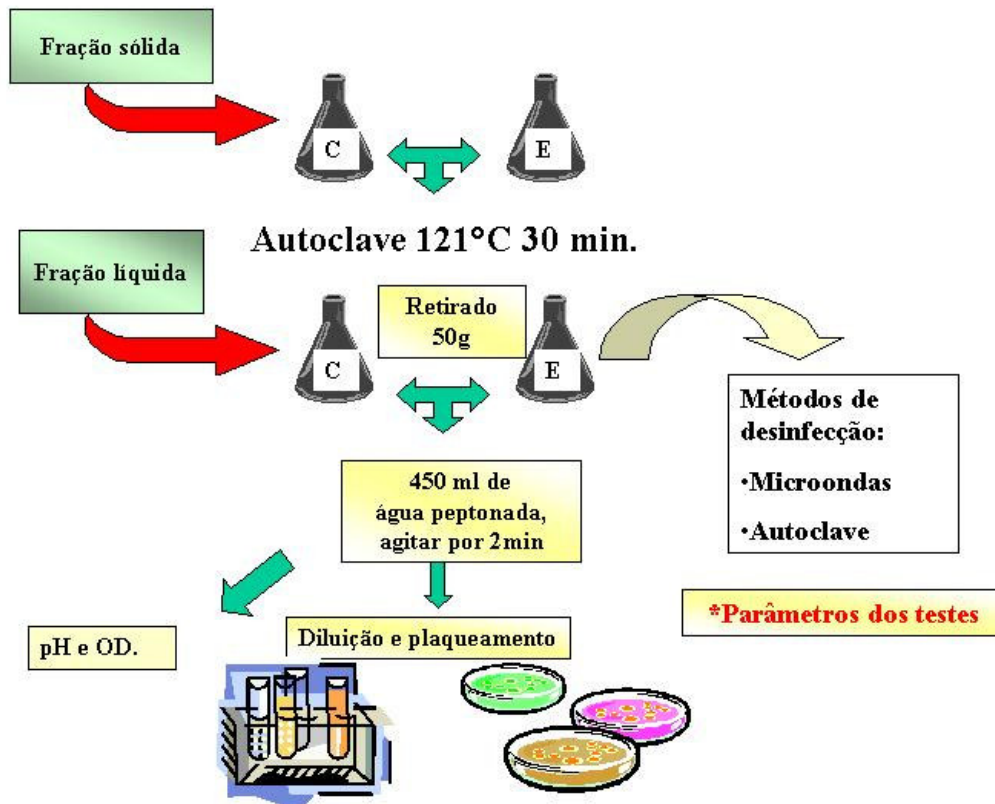 Fração sólida
C
E
Autoclave 121°C 30 min.
Fração líquida
Retirado
50g
C
E
Métodos de
desinfecção:
•Microondas
•Autoclave
450 ml de
água peptonada,
agitar por 2min
*Parâmetros dos testes
pH e OD.
Diluição e plaqueamento